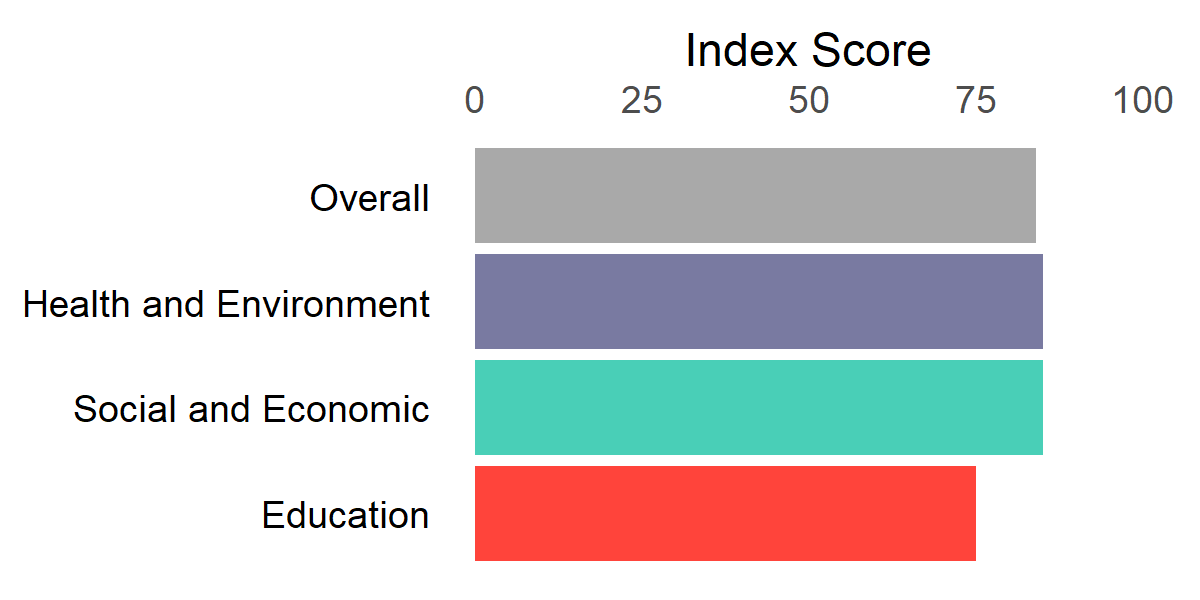 Index Score
0 25 50 75 100
Overall
Health and Environment
Social and Economic
Education